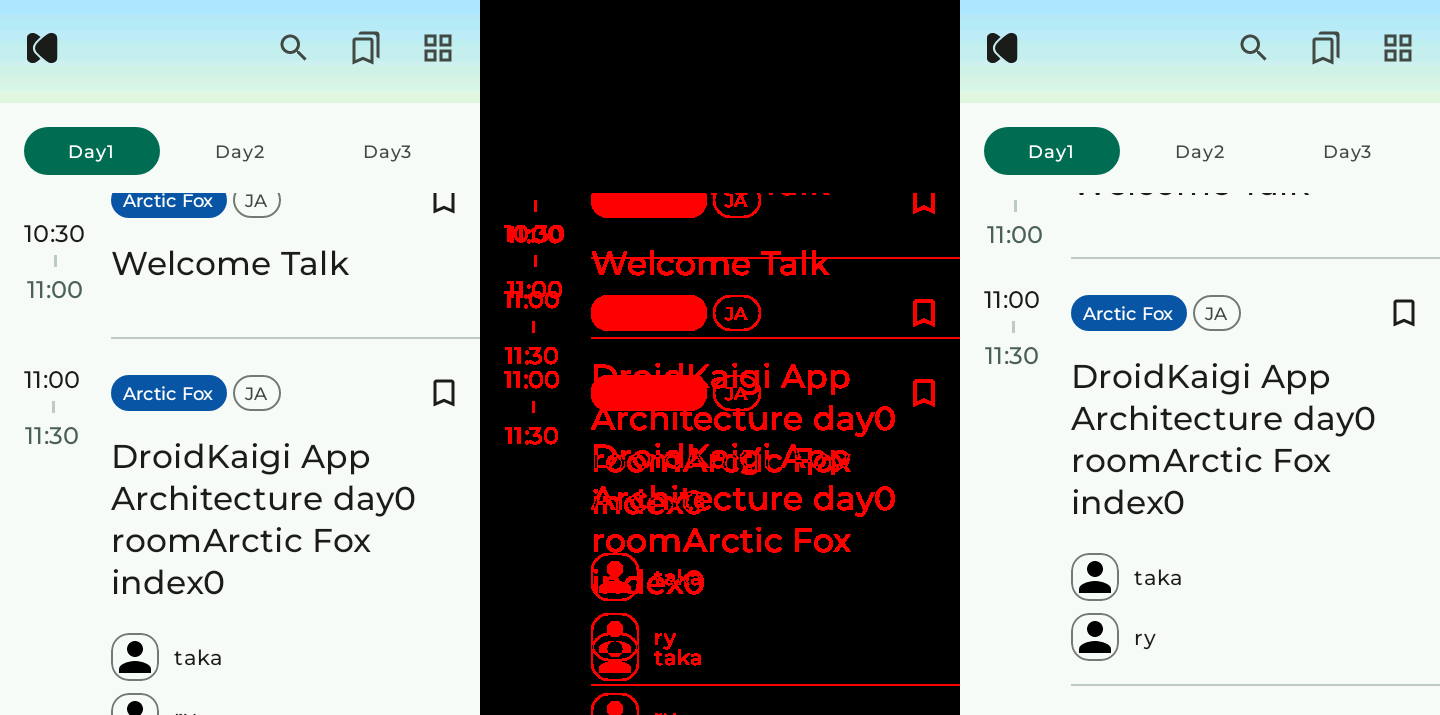 Day1 Day2 Day3
Arctic Fox JA
10:30
Welcome Talk
11:00
11:00 Arctic Fox JA
11:30
DroidKaigi App
Architecture day0
roomArctic Fox
index0
taka
JA
10:30
Welcome Talk
11:00
11:00
JA
11:30
DroidKaigi App
11:00
JA
Architecture day0
11:30
DroidKaigi App
roomArctic Fox
Architecture day0
index0
roomArctic Fox
taka
index0
ry
taka
Day1 Day2 Day3
Welcome Talk
11:00
11:00 Arctic Fox JA
11:30
DroidKaigi App
Architecture day0
roomArctic Fox
index0
taka
ry